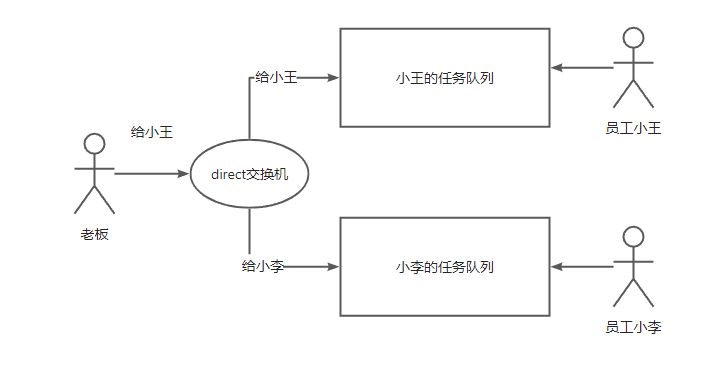 给小王
小王的任务队列
员工小王
给小王
direct交换机
老板
给小李
小李的任务队列
员工小李